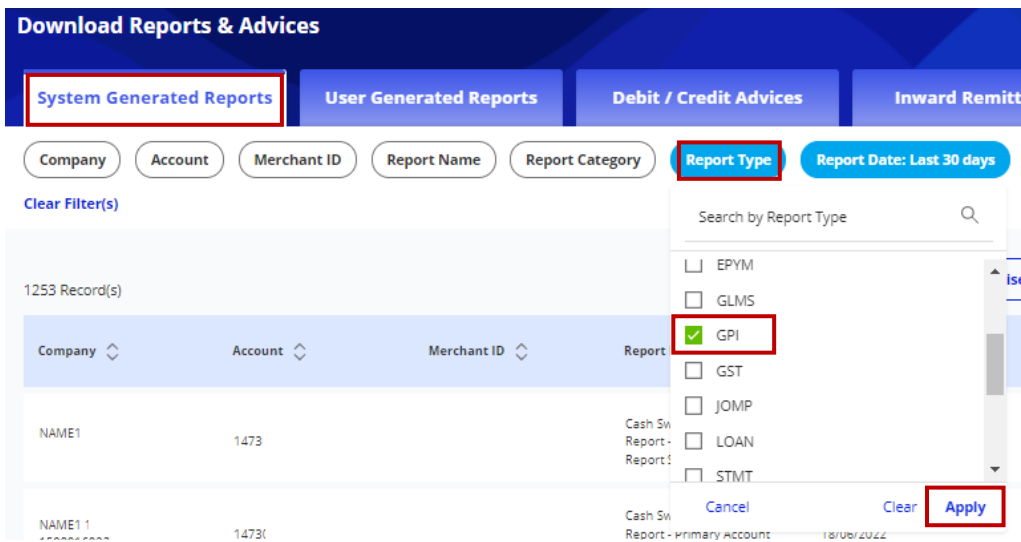 Download Reports & Advices
System Generated Reports User Generated Reports Debit / Credit Advices Inward Remitt
Company Account Merchant ID Report Name Report Category Report Type Report Date: Last 30 days
Clear Filter(s)
Search by Report Type
EPYM
1253 Record(s)
GLMS
GPI
Company Account Merchant ID Report
GST
JOMP
NAME1 1473
Cash Sw
Report -
Report S
LOAN
STMT
Cancel Clear Apply
NAME1 1 1473
Cash Sw
Report - Primary Account 18/06/2022